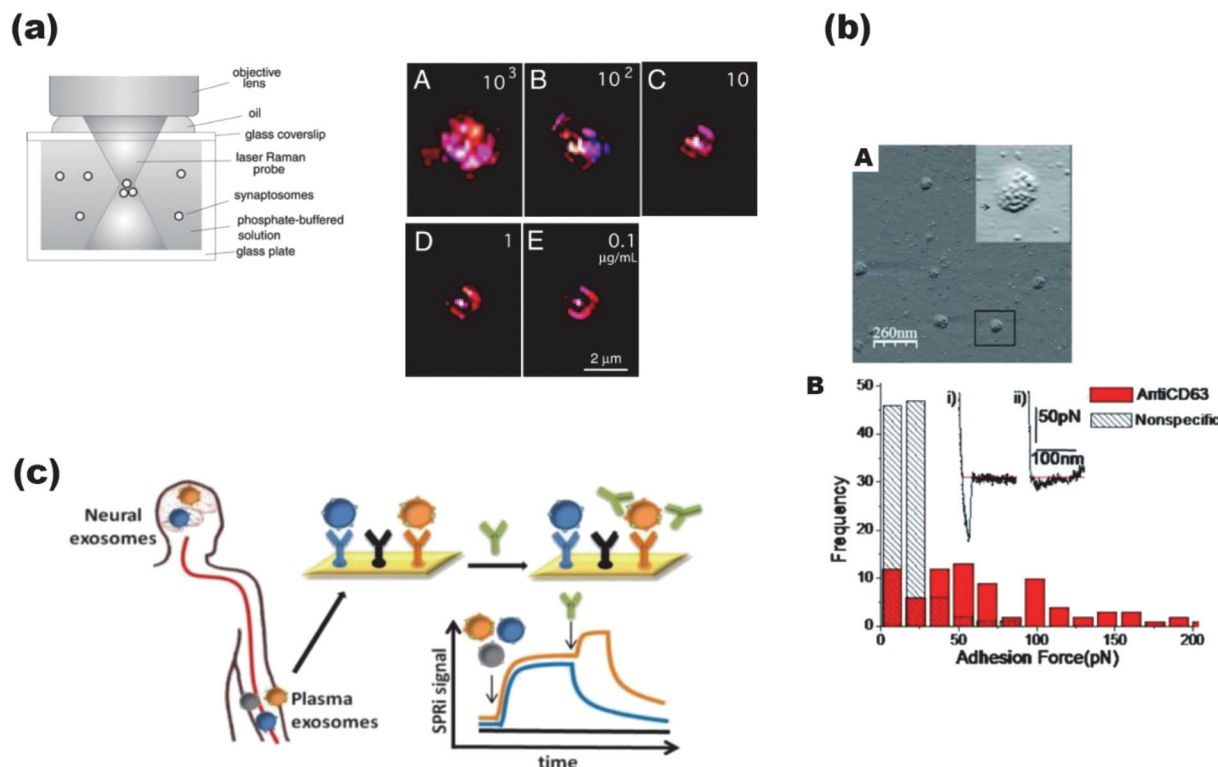 (a)
objective
lens
oil
glass coverslip
laser Raman
probe
synaptosomes
phosphate-buffered
solution
glass plate
A 10³
B 10²
C 10
D 1
E 0.1
µg/mL
2 µm
(b)
A
260nm
B
50
40
30
20
10
0
Frequency
i)
ii)
50pN
100nm
AntiCD63
Nonspecific
0 50 100 150 200
Adhesion Force(pN)
(c)
Neural
exosomes
Plasma
exosomes
SPRi signal
time